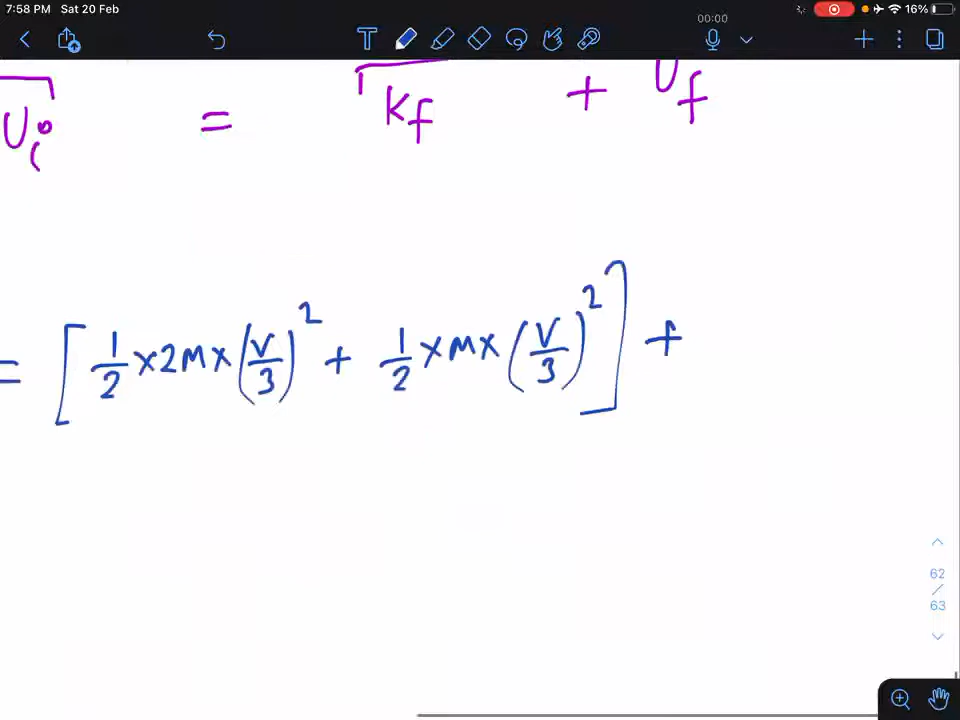 7:58 PM Sat 20 Feb
00:00
16%
T
U_i = K_f + U_f
= [ 1/2 × 2m × (V/3)^2 + 1/2 × m × (V/3)^2 ] +
62
/
63